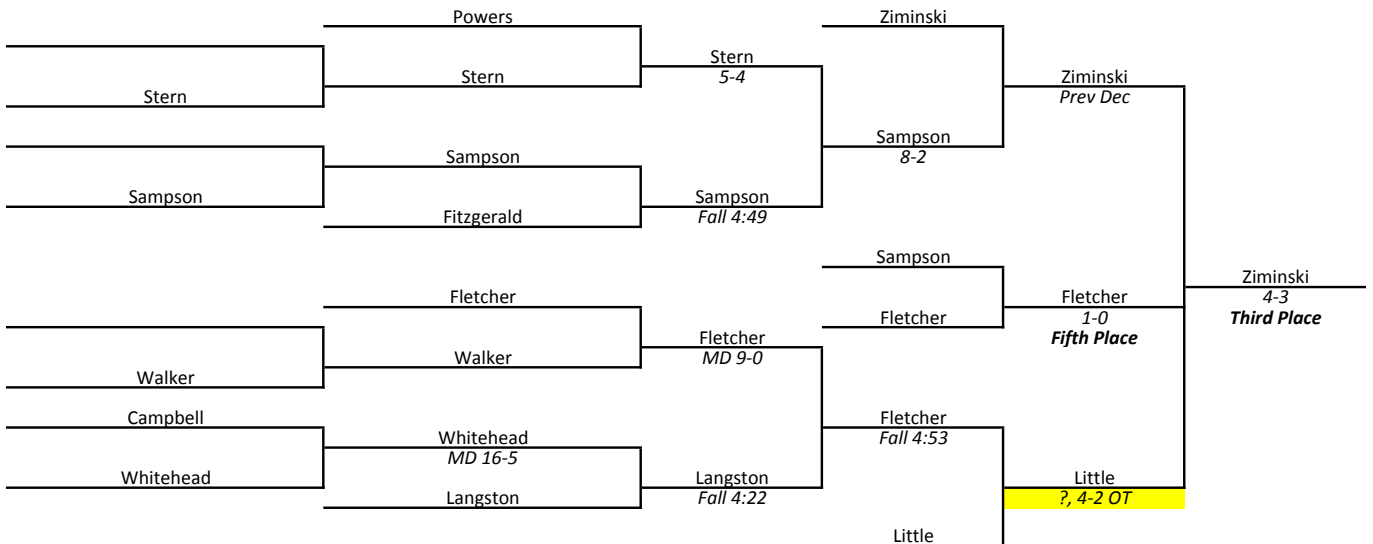 Powers Ziminski
Stern
Stern 5-4 Ziminski
Stern Prev Dec
Sampson
Sampson 8-2
Sampson Sampson
Fitzgerald Fall 4:49
Sampson
Ziminski
Fletcher Fletcher 4-3
Fletcher 1-0 Third Place
Fletcher Fifth Place
Walker MD 9-0
Walker
Campbell Fletcher
Whitehead Fall 4:53
MD 16-5
Whitehead Langston Little
Langston Fall 4:22 ?, 4-2 OT
Little